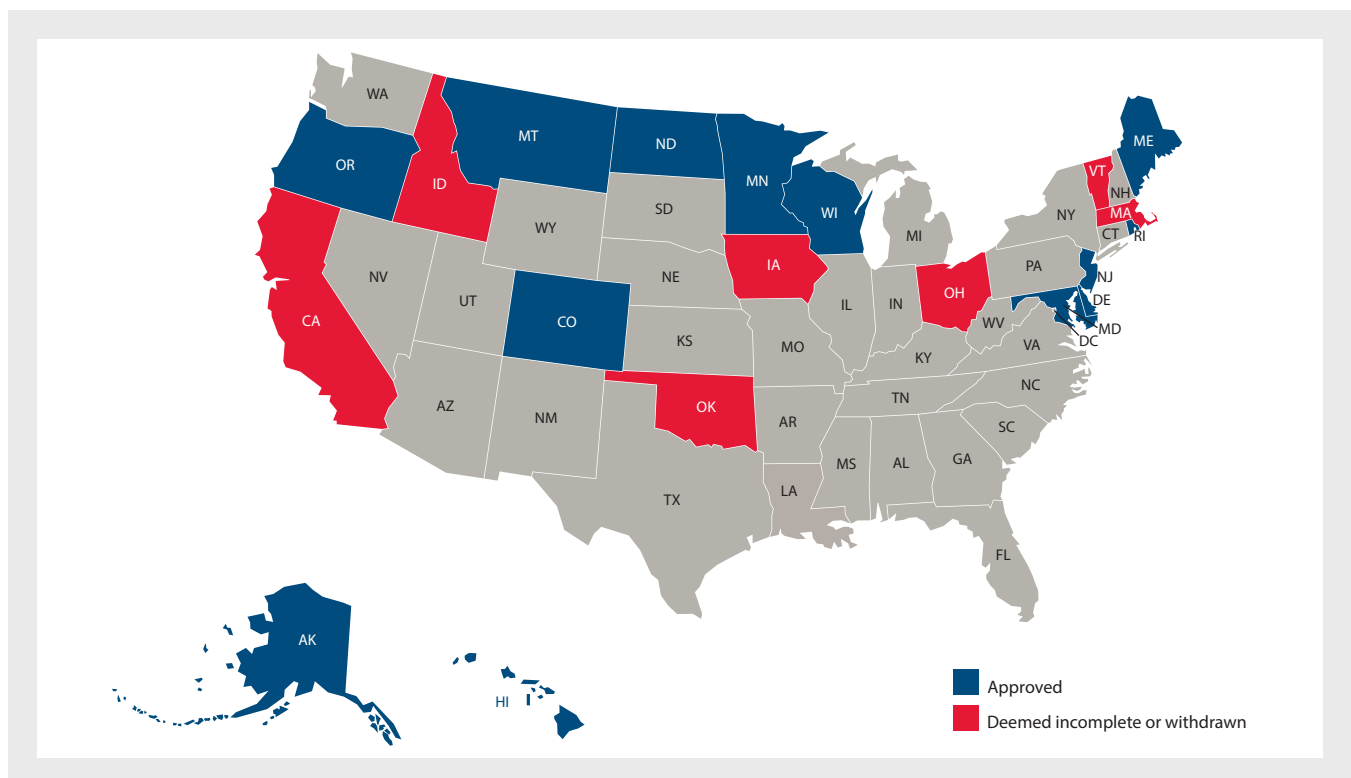 WA
MT
ND
ME
OR
ID
MN
VT
NH
SD
WI
NY
MA
WY
MI
CT
RI
IA
PA
NE
NV
NJ
UT
IL
IN
OH
DE
CO
WV
MD
CA
KS
VA
DC
MO
KY
NC
AZ
OK
TN
NM
AR
SC
MS
AL
GA
LA
TX
FL
AK
HI
Approved
Deemed incomplete or withdrawn